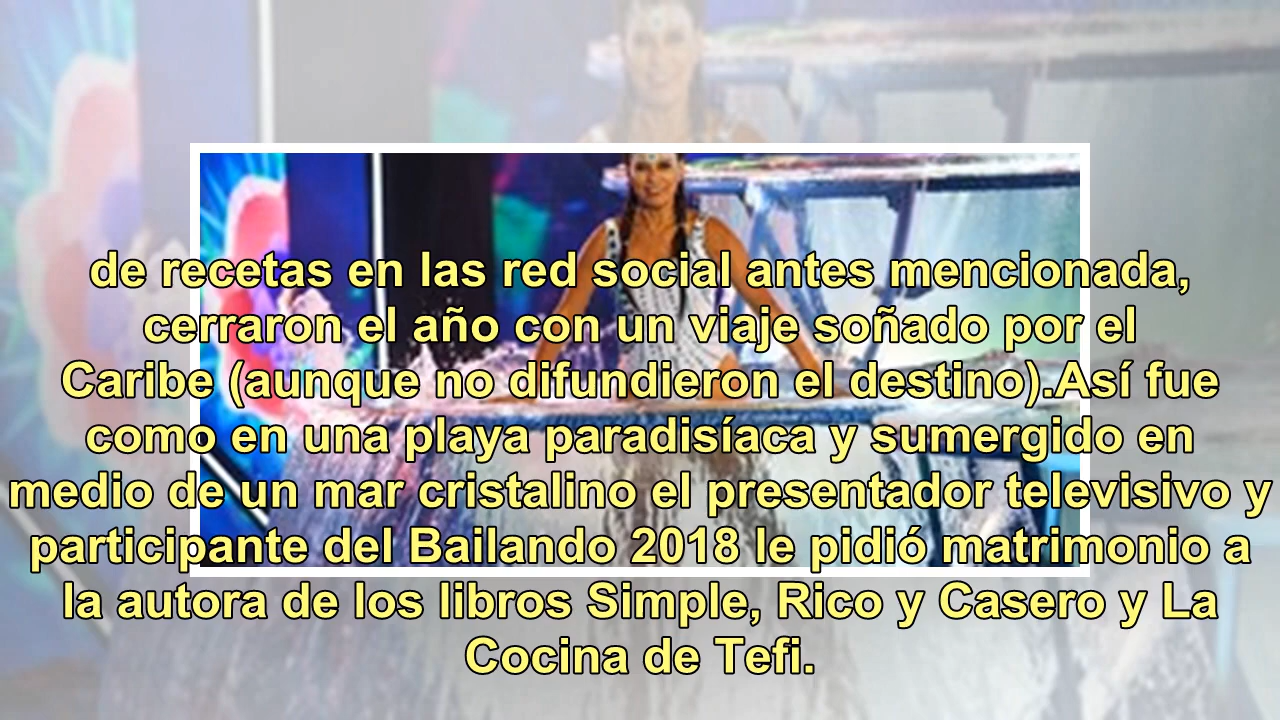 de recetas en las red social antes mencionada,
cerraron el año con un viaje soñado por el
Caribe (aunque no difundieron el destino).Así fue
como en una playa paradisíaca y sumergido en
medio de un mar cristalino el presentador televisivo y
participante del Bailando 2018 le pidió matrimonio a
la autora de los libros Simple, Rico y Casero y La
Cocina de Tefi.